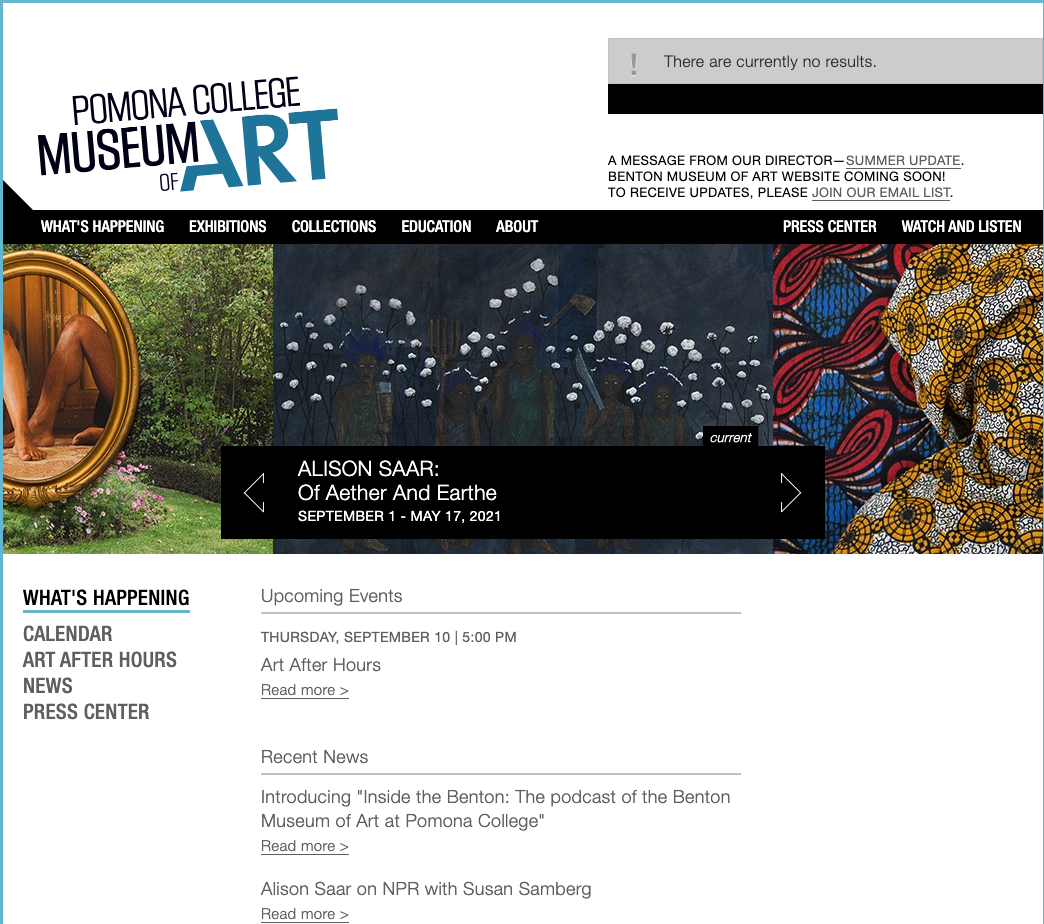 There are currently no results.
POMONA COLLEGE
MUSEUM
OF ART
A MESSAGE FROM OUR DIRECTOR—SUMMER UPDATE.
BENTON MUSEUM OF ART WEBSITE COMING SOON!
TO RECEIVE UPDATES, PLEASE JOIN OUR EMAIL LIST.
WHAT'S HAPPENING EXHIBITIONS COLLECTIONS EDUCATION ABOUT PRESS CENTER WATCH AND LISTEN
current
ALISON SAAR:
Of Aether And Earthe
SEPTEMBER 1 - MAY 17, 2021
WHAT'S HAPPENING
CALENDAR
ART AFTER HOURS
NEWS
PRESS CENTER
Upcoming Events
THURSDAY, SEPTEMBER 10 | 5:00 PM
Art After Hours
Read more >
Recent News
Introducing "Inside the Benton: The podcast of the Benton
Museum of Art at Pomona College"
Read more >
Alison Saar on NPR with Susan Samberg
Read more >